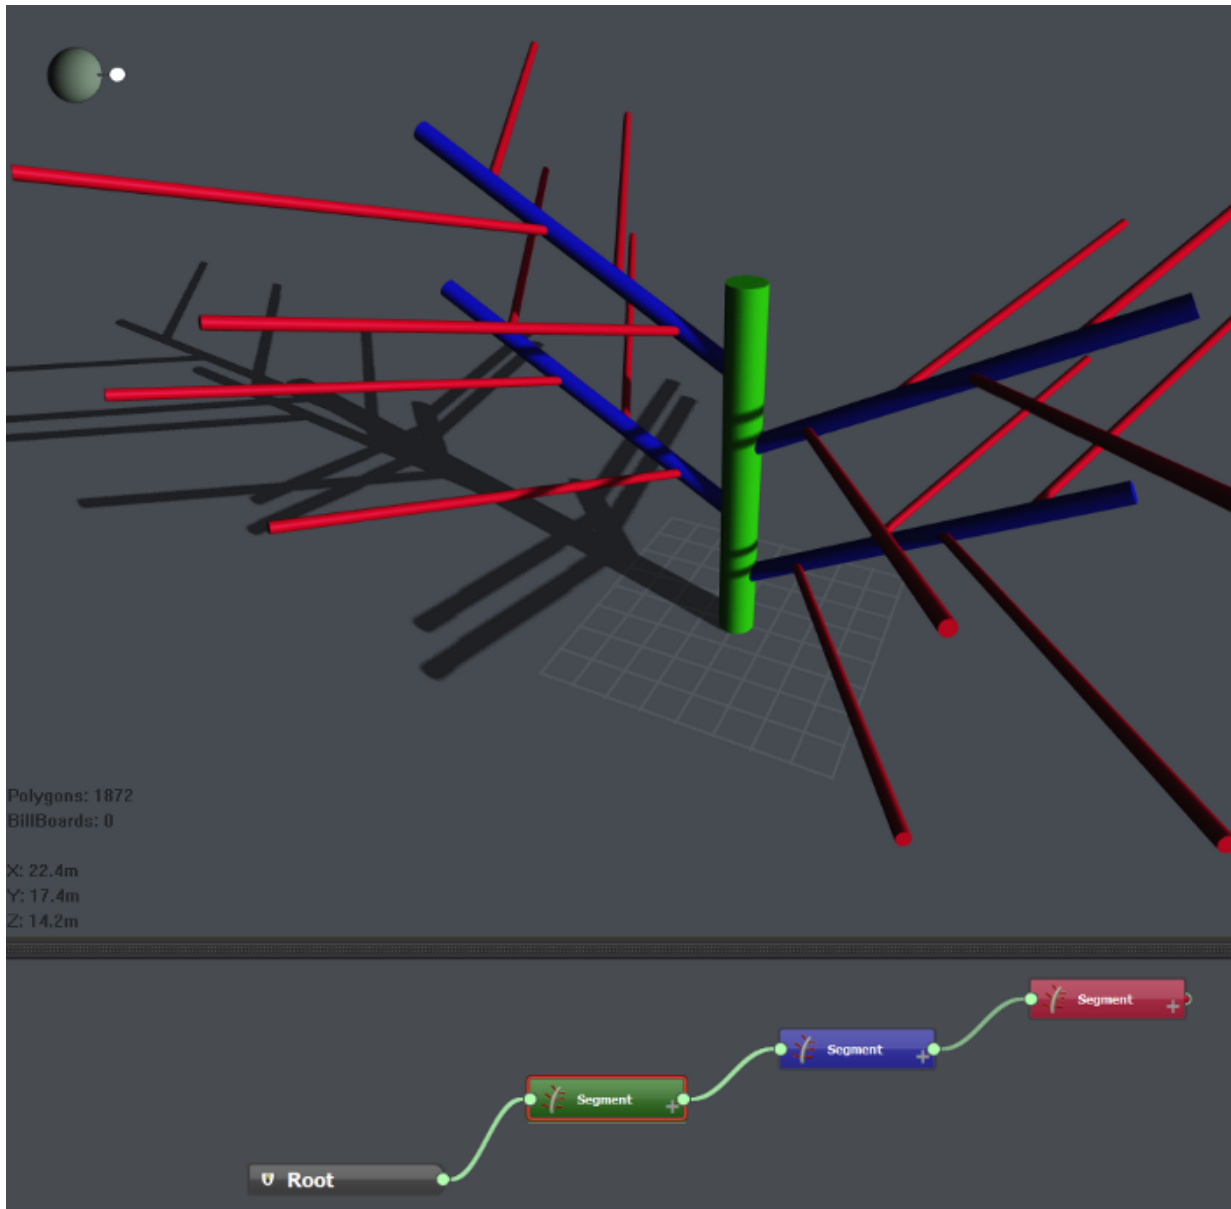 Polygons: 1872
BillBoards: 0
X: 22.4m
Y: 17.4m
Z: 14.2m
Segment
Segment
Segment
Root